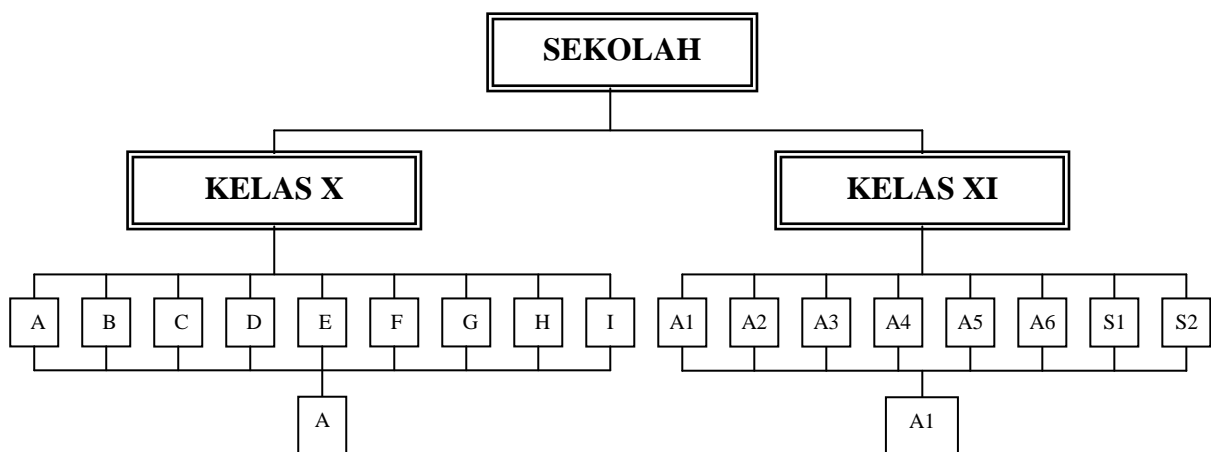 SEKOLAH
KELAS X KELAS XI
A B C D E F G H I A1 A2 A3 A4 A5 A6 S1 S2
A A1